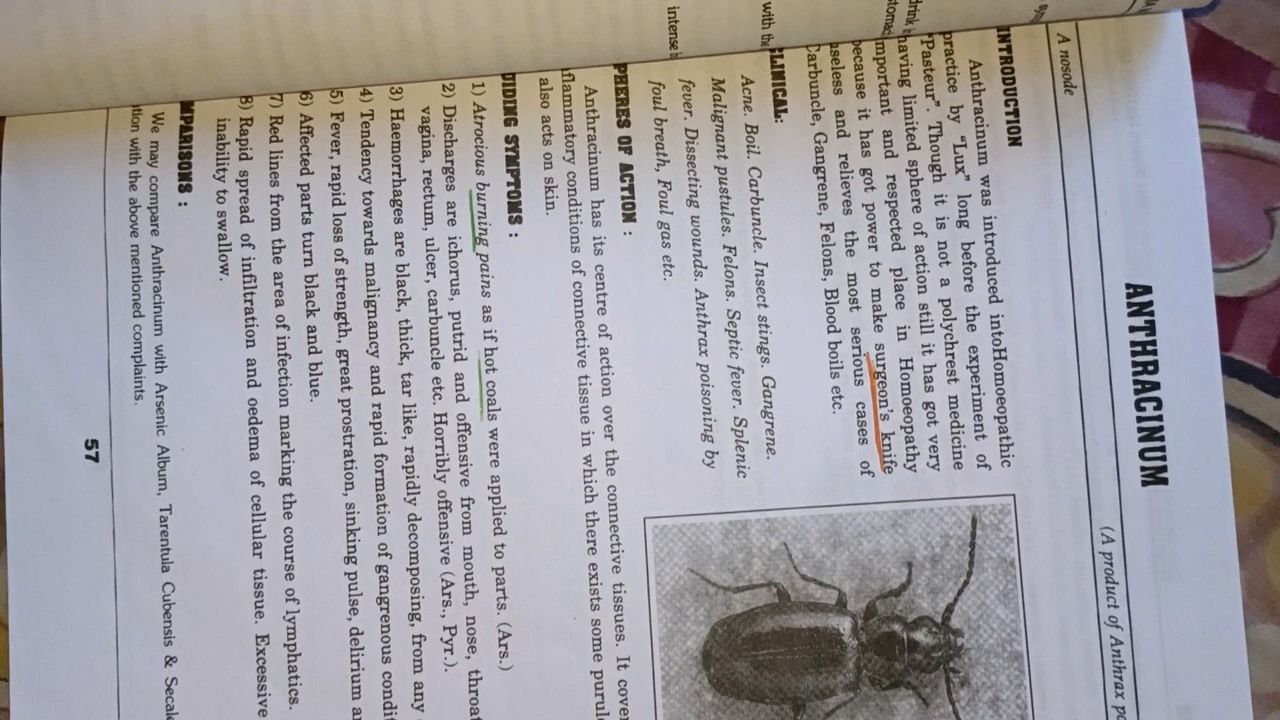 ANTHRACINUM
(A product of Anthrax
A nosode
INTRODUCTION
Anthracinum was introduced intoHomoeopathic
practice by "Lux" long before the experiment of
"Pasteur". Though it is not a polychrest medicine
having limited sphere of action still it has got very
important and respected place in Homoeopathy
because it has got power to make surgeon's knife
useless and relieves the most serious cases of
Carbuncle, Gangrene, Felons, Blood boils etc.
CLINICAL:
Acne. Boil. Carbuncle. Insect stings. Gangrene.
Malignant pustules. Felons. Septic fever. Splenic
fever. Dissecting wounds. Anthrax poisoning by
foul breath, Foul gas etc.
PHERES OF ACTION :
Anthracinum has its centre of action over the connective tissues. It cover
flammatory conditions of connective tissue in which there exists some purul
also acts on skin.
UIDING SYMPTOMS :
1) Atrocious burning pains as if hot coals were applied to parts. (Ars.)
2) Discharges are ichorus, putrid and offensive from mouth, nose, throat
vagina, rectum, ulcer, carbuncle etc. Horribly offensive (Ars., Pyr.).
3) Haemorrhages are black, thick, tar like, rapidly decomposing, from any
4) Tendency towards malignancy and rapid formation of gangrenous condit
5) Fever, rapid loss of strength, great prostration, sinking pulse, delirium
6) Affected parts turn black and blue.
7) Red lines from the area of infection marking the course of lymphatics.
8) Rapid spread of infiltration and oedema of cellular tissue. Excessive
inability to swallow.
MPARISONS :
We may compare Anthracinum with Arsenic Album, Tarentula Cubensis & Secale
tion with the above mentioned complaints.
57
drink
with the
intense